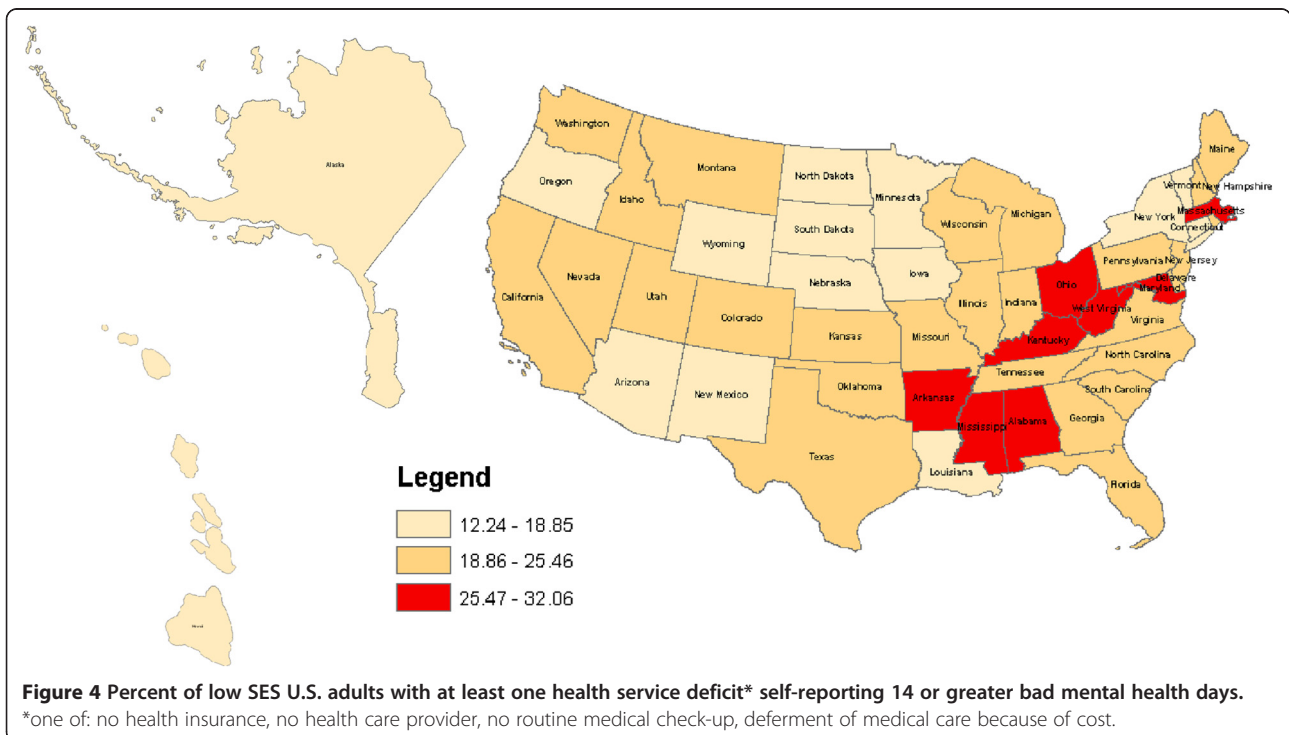 Washington
Maine
Montana
North Dakota
Vermont
New Hampshire
Oregon
Minnesota
Idaho
Massachusetts
Wisconsin
Michigan
New York
South Dakota
Connecticut
Wyoming
Alaska
Pennsylvania
New Jersey
Iowa
Nebraska
Delaware
Ohio
Maryland
Nevada
Illinois
Indiana
Utah
West Virginia
California
Colorado
Virginia
Kansas
Missouri
Kentucky
North Carolina
Tennessee
Arizona
Oklahoma
South Carolina
New Mexico
Arkansas
Mississippi
Alabama
Georgia
Texas
Louisiana
Florida
Legend
12.24 - 18.85
18.86 - 25.46
25.47 - 32.06
Figure 4 Percent of low SES U.S. adults with at least one health service deficit* self-reporting 14 or greater bad mental health days.
*one of: no health insurance, no health care provider, no routine medical check-up, deferment of medical care because of cost.